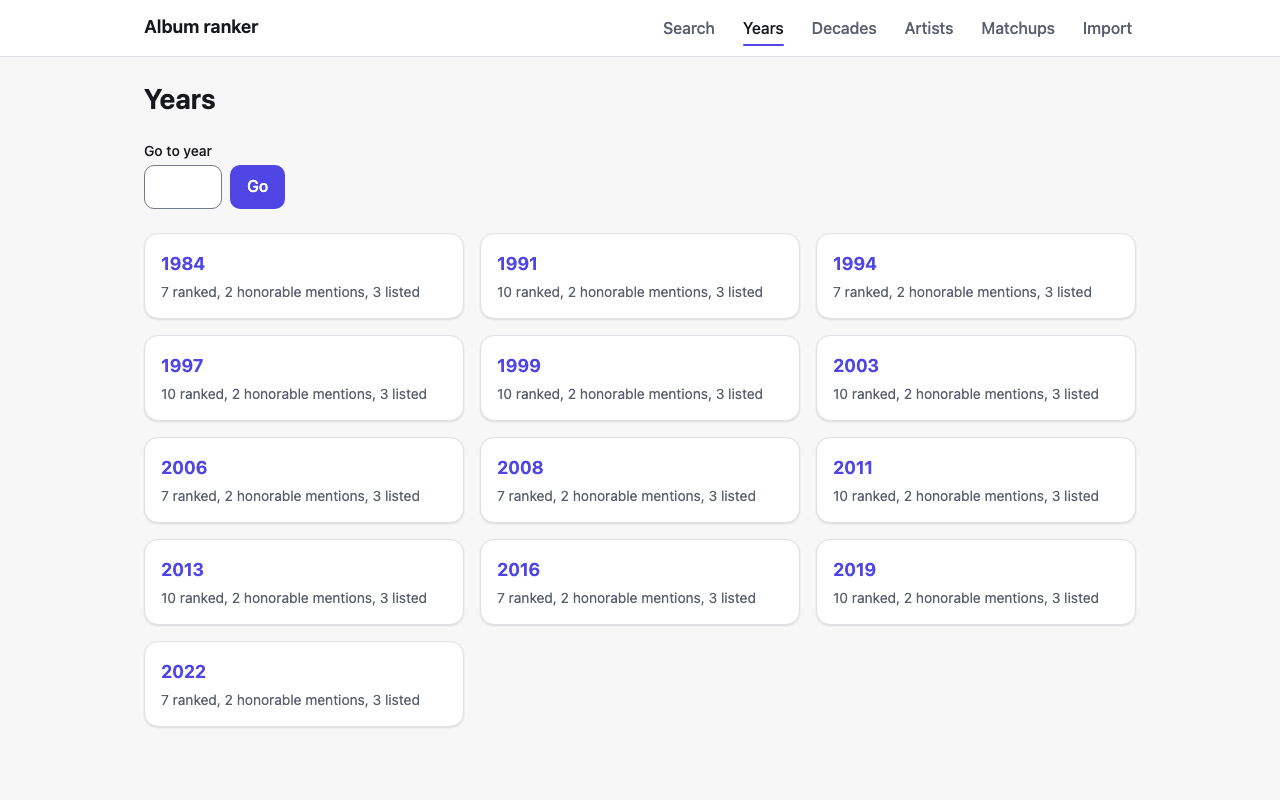 Album ranker
Search Years Decades Artists Matchups Import
Years
Go to year
Go
1984
7 ranked, 2 honorable mentions, 3 listed
1991
10 ranked, 2 honorable mentions, 3 listed
1994
7 ranked, 2 honorable mentions, 3 listed
1997
10 ranked, 2 honorable mentions, 3 listed
1999
10 ranked, 2 honorable mentions, 3 listed
2003
10 ranked, 2 honorable mentions, 3 listed
2006
7 ranked, 2 honorable mentions, 3 listed
2008
7 ranked, 2 honorable mentions, 3 listed
2011
10 ranked, 2 honorable mentions, 3 listed
2013
10 ranked, 2 honorable mentions, 3 listed
2016
7 ranked, 2 honorable mentions, 3 listed
2019
10 ranked, 2 honorable mentions, 3 listed
2022
7 ranked, 2 honorable mentions, 3 listed